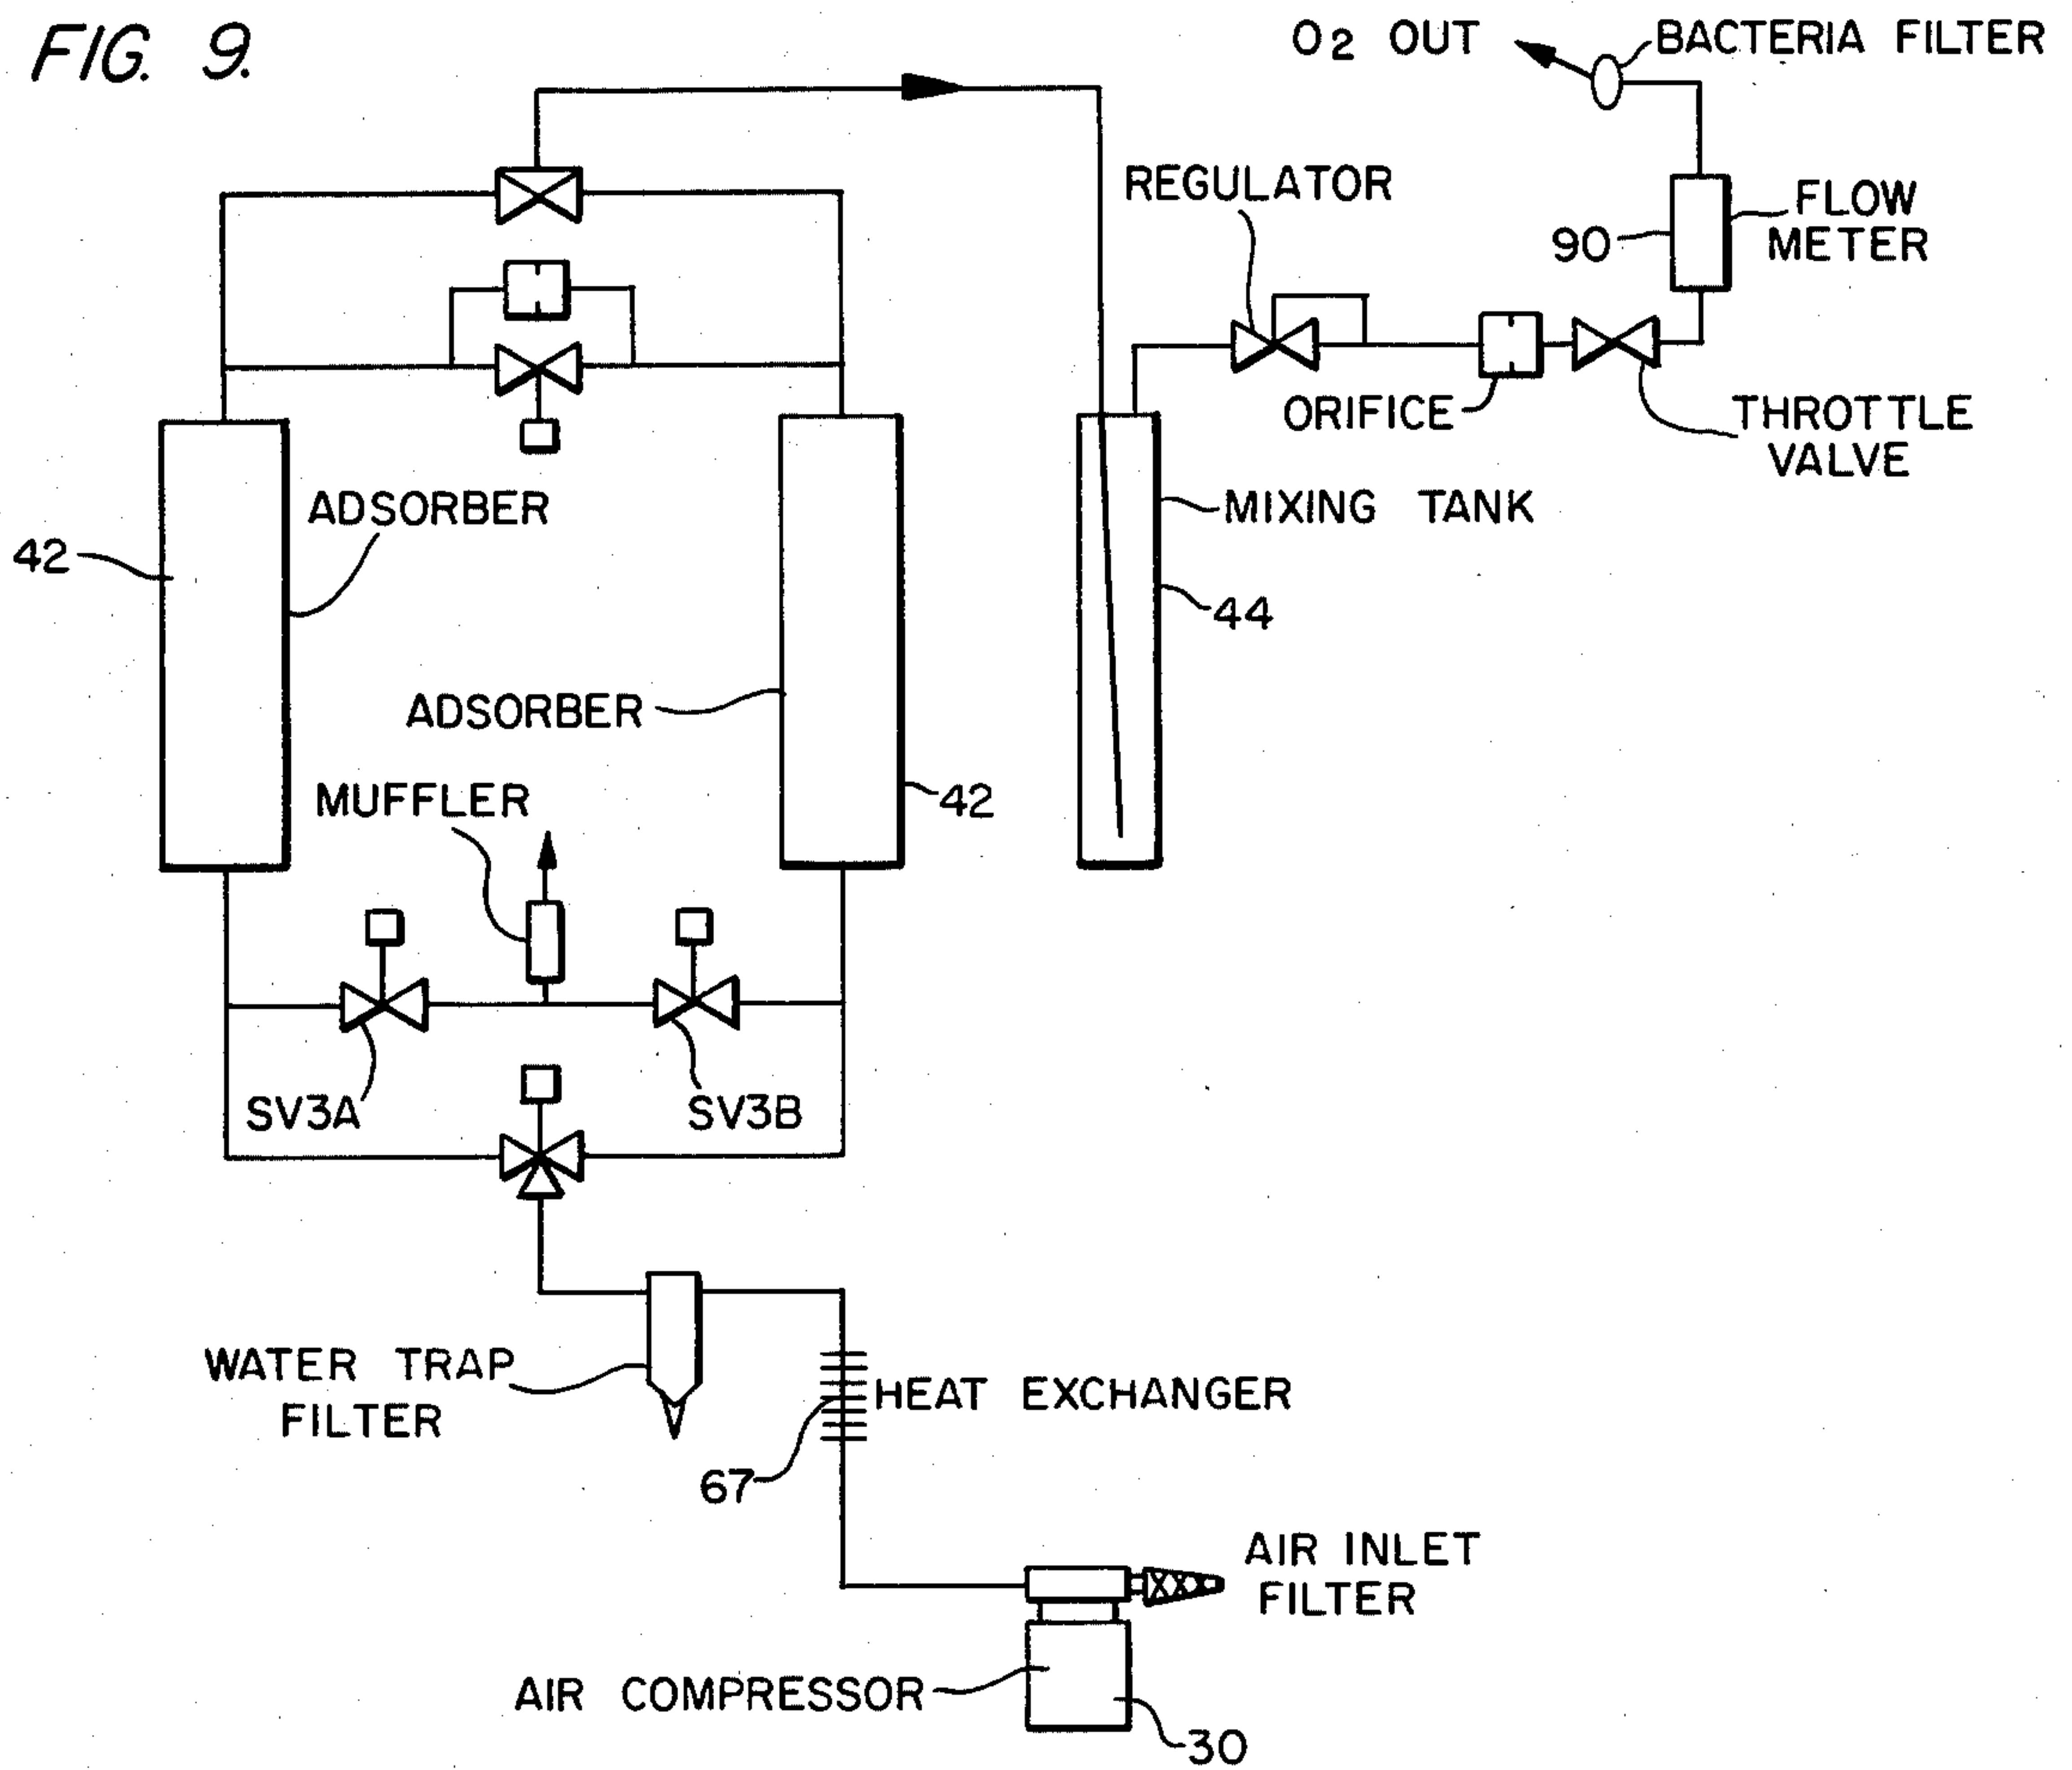 FIG. 9.
O2 OUT
BACTERIA FILTER
REGULATOR
FLOW
METER
90
ORIFICE
THROTTLE
VALVE
ADSORBER
42
MIXING TANK
44
ADSORBER
42
MUFFLER
SV3A
SV3B
WATER TRAP
FILTER
HEAT EXCHANGER
67
AIR INLET
FILTER
AIR COMPRESSOR
30